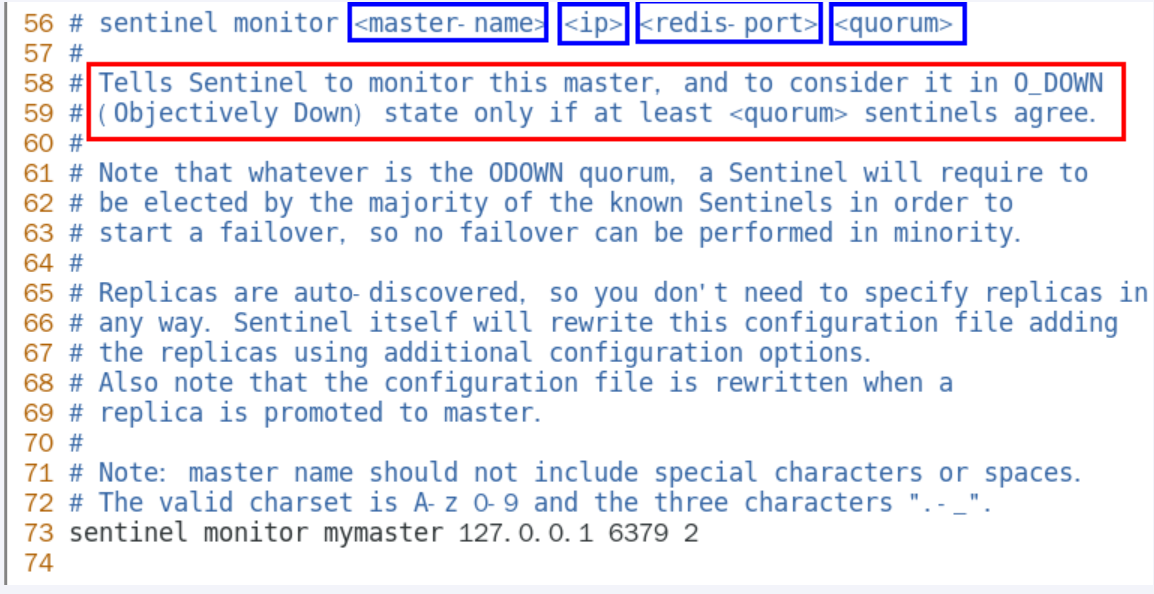 56 # sentinel monitor <master-name> <ip> <redis-port> <quorum>
57 #
58 # Tells Sentinel to monitor this master, and to consider it in O_DOWN
59 # (Objectively Down) state only if at least <quorum> sentinels agree.
60 #
61 # Note that whatever is the ODOWN quorum, a Sentinel will require to
62 # be elected by the majority of the known Sentinels in order to
63 # start a failover, so no failover can be performed in minority.
64 #
65 # Replicas are auto-discovered, so you don't need to specify replicas in
66 # any way. Sentinel itself will rewrite this configuration file adding
67 # the replicas using additional configuration options.
68 # Also note that the configuration file is rewritten when a
69 # replica is promoted to master.
70 #
71 # Note: master name should not include special characters or spaces.
72 # The valid charset is A-z 0-9 and the three characters ".-_".
73 sentinel monitor mymaster 127.0.0.1 6379 2
74